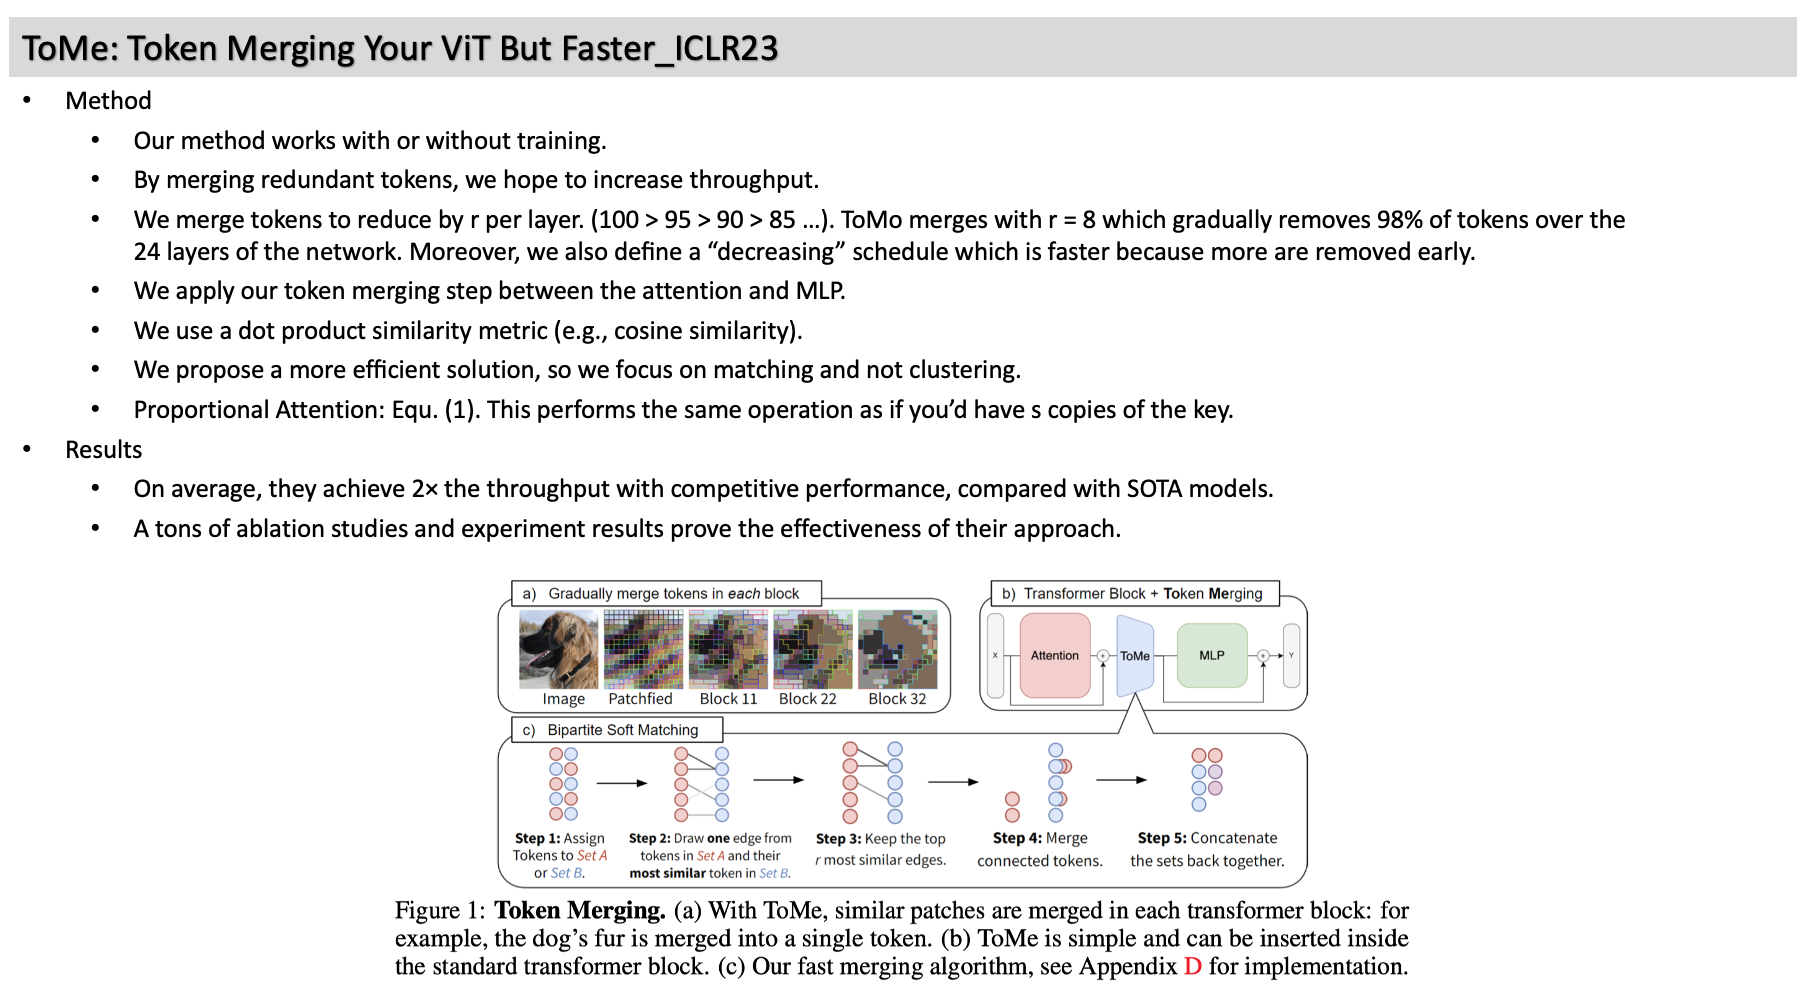 ToMe: Token Merging Your ViT But Faster_ICLR23
• Method
• Our method works with or without training.
• By merging redundant tokens, we hope to increase throughput.
• We merge tokens to reduce by r per layer. (100 > 95 > 90 > 85 ...). ToMo merges with r = 8 which gradually removes 98% of tokens over the
24 layers of the network. Moreover, we also define a “decreasing” schedule which is faster because more are removed early.
• We apply our token merging step between the attention and MLP.
• We use a dot product similarity metric (e.g., cosine similarity).
• We propose a more efficient solution, so we focus on matching and not clustering.
• Proportional Attention: Equ. (1). This performs the same operation as if you’d have s copies of the key.
• Results
• On average, they achieve 2× the throughput with competitive performance, compared with SOTA models.
• A tons of ablation studies and experiment results prove the effectiveness of their approach.
a) Gradually merge tokens in each block
Image Patchfied Block 11 Block 22 Block 32
b) Transformer Block + Token Merging
X Attention + ToMe MLP + Y
c) Bipartite Soft Matching
Step 1: Assign
Tokens to Set A
or Set B.
Step 2: Draw one edge from
tokens in Set A and their
most similar token in Set B.
Step 3: Keep the top
r most similar edges.
Step 4: Merge
connected tokens.
Step 5: Concatenate
the sets back together.
Figure 1: Token Merging. (a) With ToMe, similar patches are merged in each transformer block: for
example, the dog’s fur is merged into a single token. (b) ToMe is simple and can be inserted inside
the standard transformer block. (c) Our fast merging algorithm, see Appendix D for implementation.